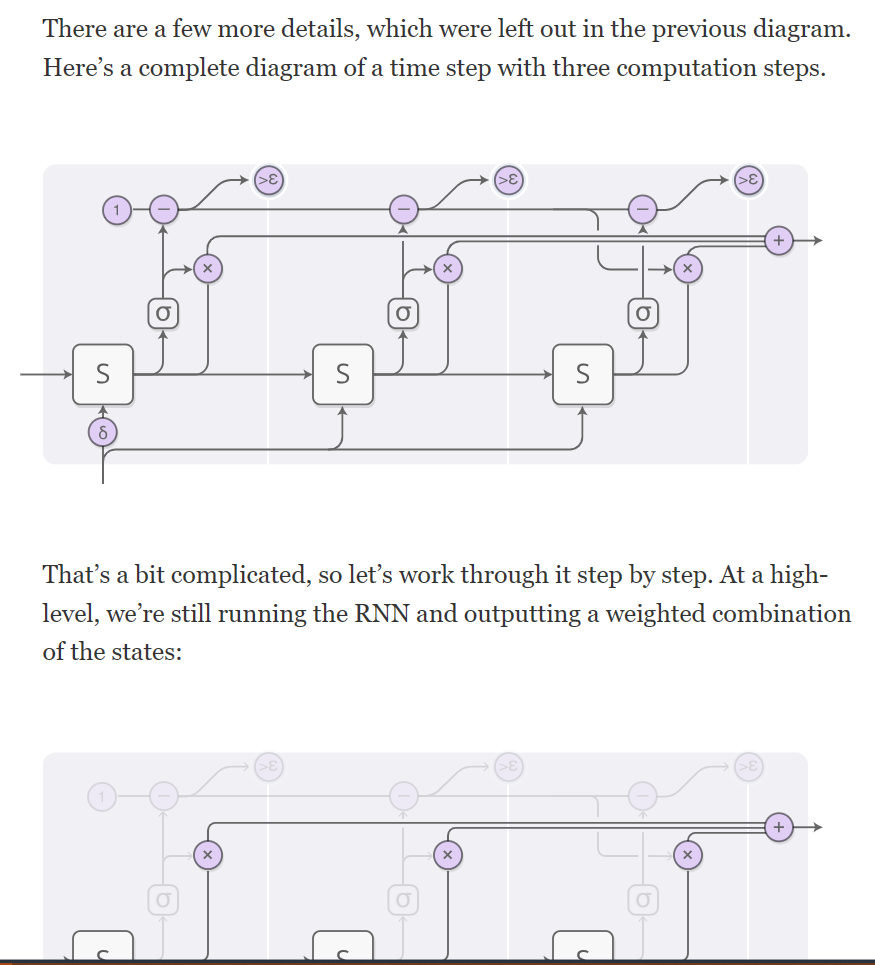 There are a few more details, which were left out in the previous diagram.
Here’s a complete diagram of a time step with three computation steps.
>Ɛ >Ɛ >Ɛ
1 − − −
+
× × ×
σ σ σ
S S S
δ
That’s a bit complicated, so let’s work through it step by step. At a high-
level, we’re still running the RNN and outputting a weighted combination
of the states:
>Ɛ >Ɛ >Ɛ
1 − − −
+
× × ×
σ σ σ